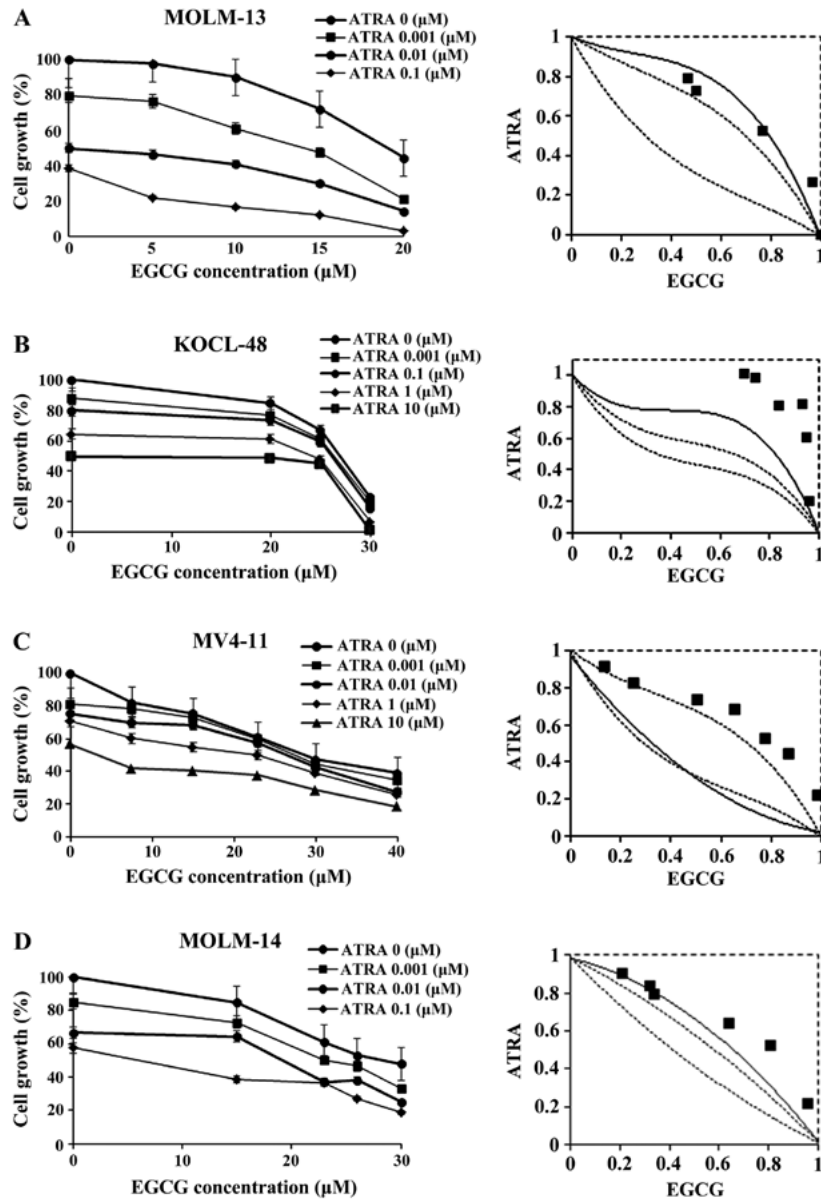 A
MOLM-13
ATRA 0 (μM)
ATRA 0.001 (μM)
ATRA 0.01 (μM)
ATRA 0.1 (μM)
Cell growth (%)
100
80
60
40
20
0
0
5
10
15
20
EGCG concentration (μM)
ATRA
1
0.8
0.6
0.4
0.2
0
0
0.2
0.4
0.6
0.8
1
EGCG
B
KOCL-48
ATRA 0 (μM)
ATRA 0.001 (μM)
ATRA 0.1 (μM)
ATRA 1 (μM)
ATRA 10 (μM)
Cell growth (%)
100
80
60
40
20
0
0
10
20
30
EGCG concentration (μM)
ATRA
1
0.8
0.6
0.4
0.2
0
0
0.2
0.4
0.6
0.8
1
EGCG
C
MV4-11
ATRA 0 (μM)
ATRA 0.001 (μM)
ATRA 0.01 (μM)
ATRA 1 (μM)
ATRA 10 (μM)
Cell growth (%)
100
80
60
40
20
0
0
10
20
30
40
EGCG concentration (μM)
ATRA
1
0.8
0.6
0.4
0.2
0
0
0.2
0.4
0.6
0.8
1
EGCG
D
MOLM-14
ATRA 0 (μM)
ATRA 0.001 (μM)
ATRA 0.01 (μM)
ATRA 0.1 (μM)
Cell growth (%)
100
80
60
40
20
0
0
10
20
30
EGCG concentration (μM)
ATRA
1
0.8
0.6
0.4
0.2
0
0
0.2
0.4
0.6
0.8
1
EGCG